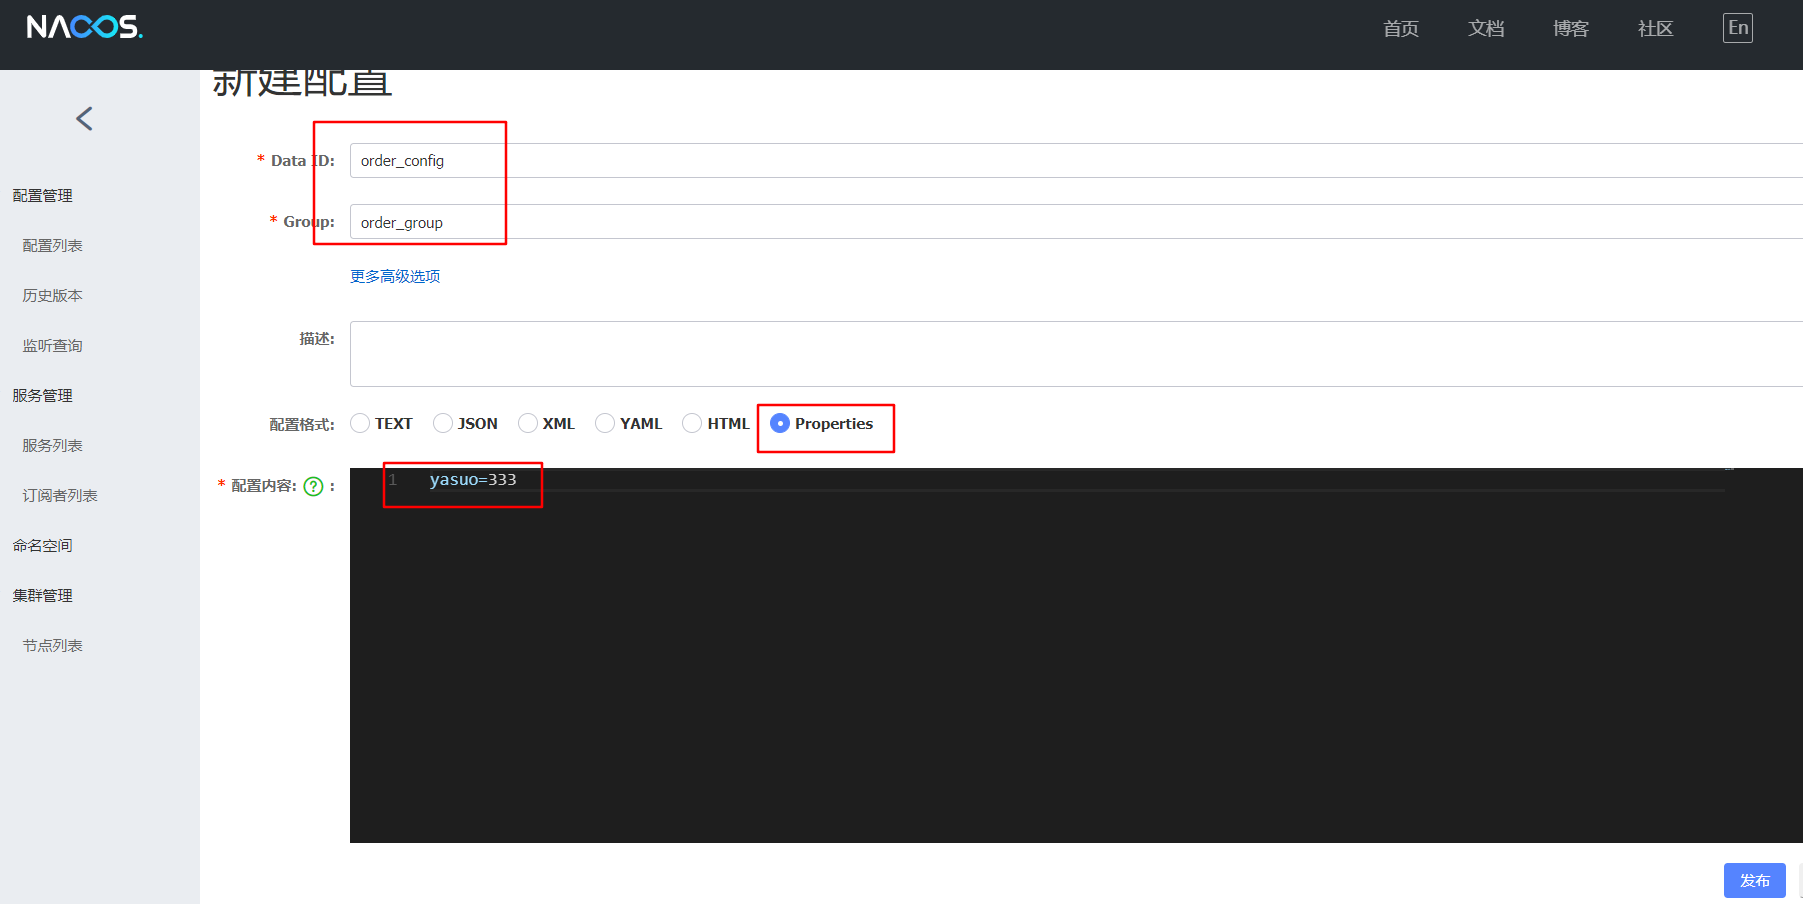 NACOS.
首页 文档 博客 社区 En
新建配置
* Data ID: order_config
配置管理
* Group: order_group
配置列表
更多高级选项
历史版本
描述:
监听查询
服务管理
配置格式: TEXT JSON XML YAML HTML Properties
服务列表
* 配置内容: ? : 1 yasuo=333
订阅者列表
命名空间
集群管理
节点列表
发布